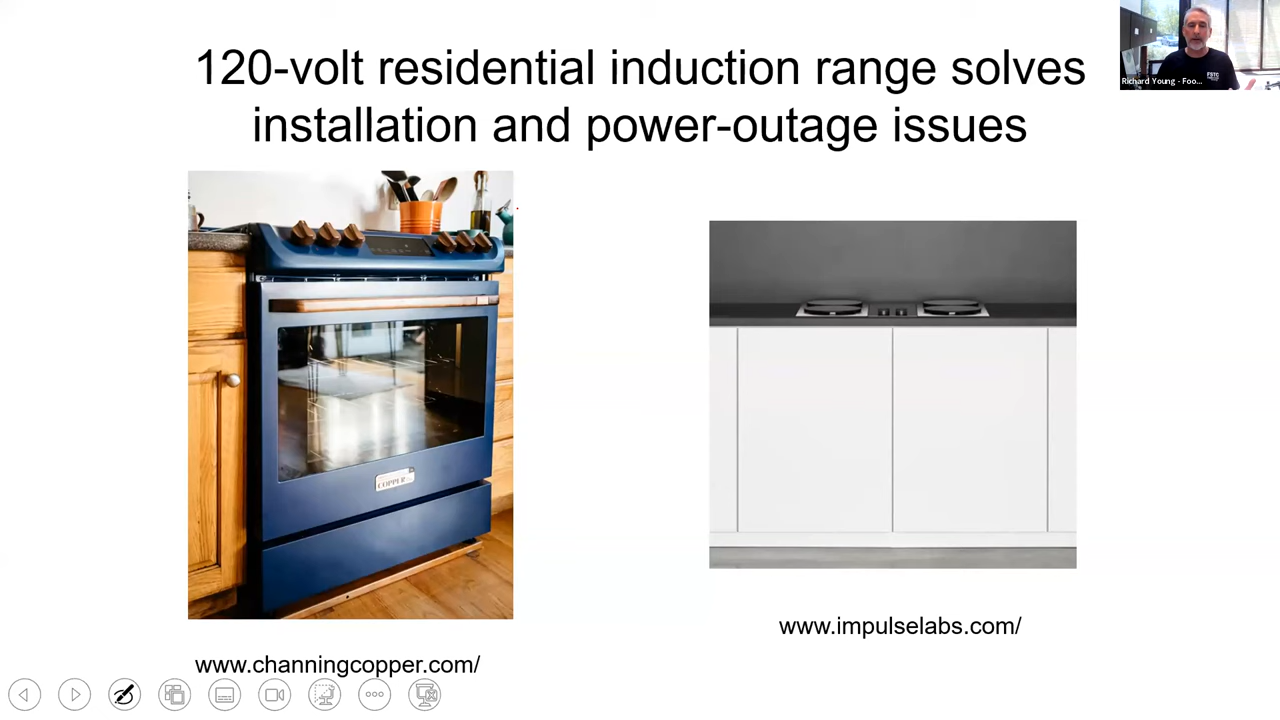 120-volt residential induction range solves
installation and power-outage issues
Richard Young - Foo...
FSTC
COPPER
www.impulselabs.com/
www.channingcopper.com/